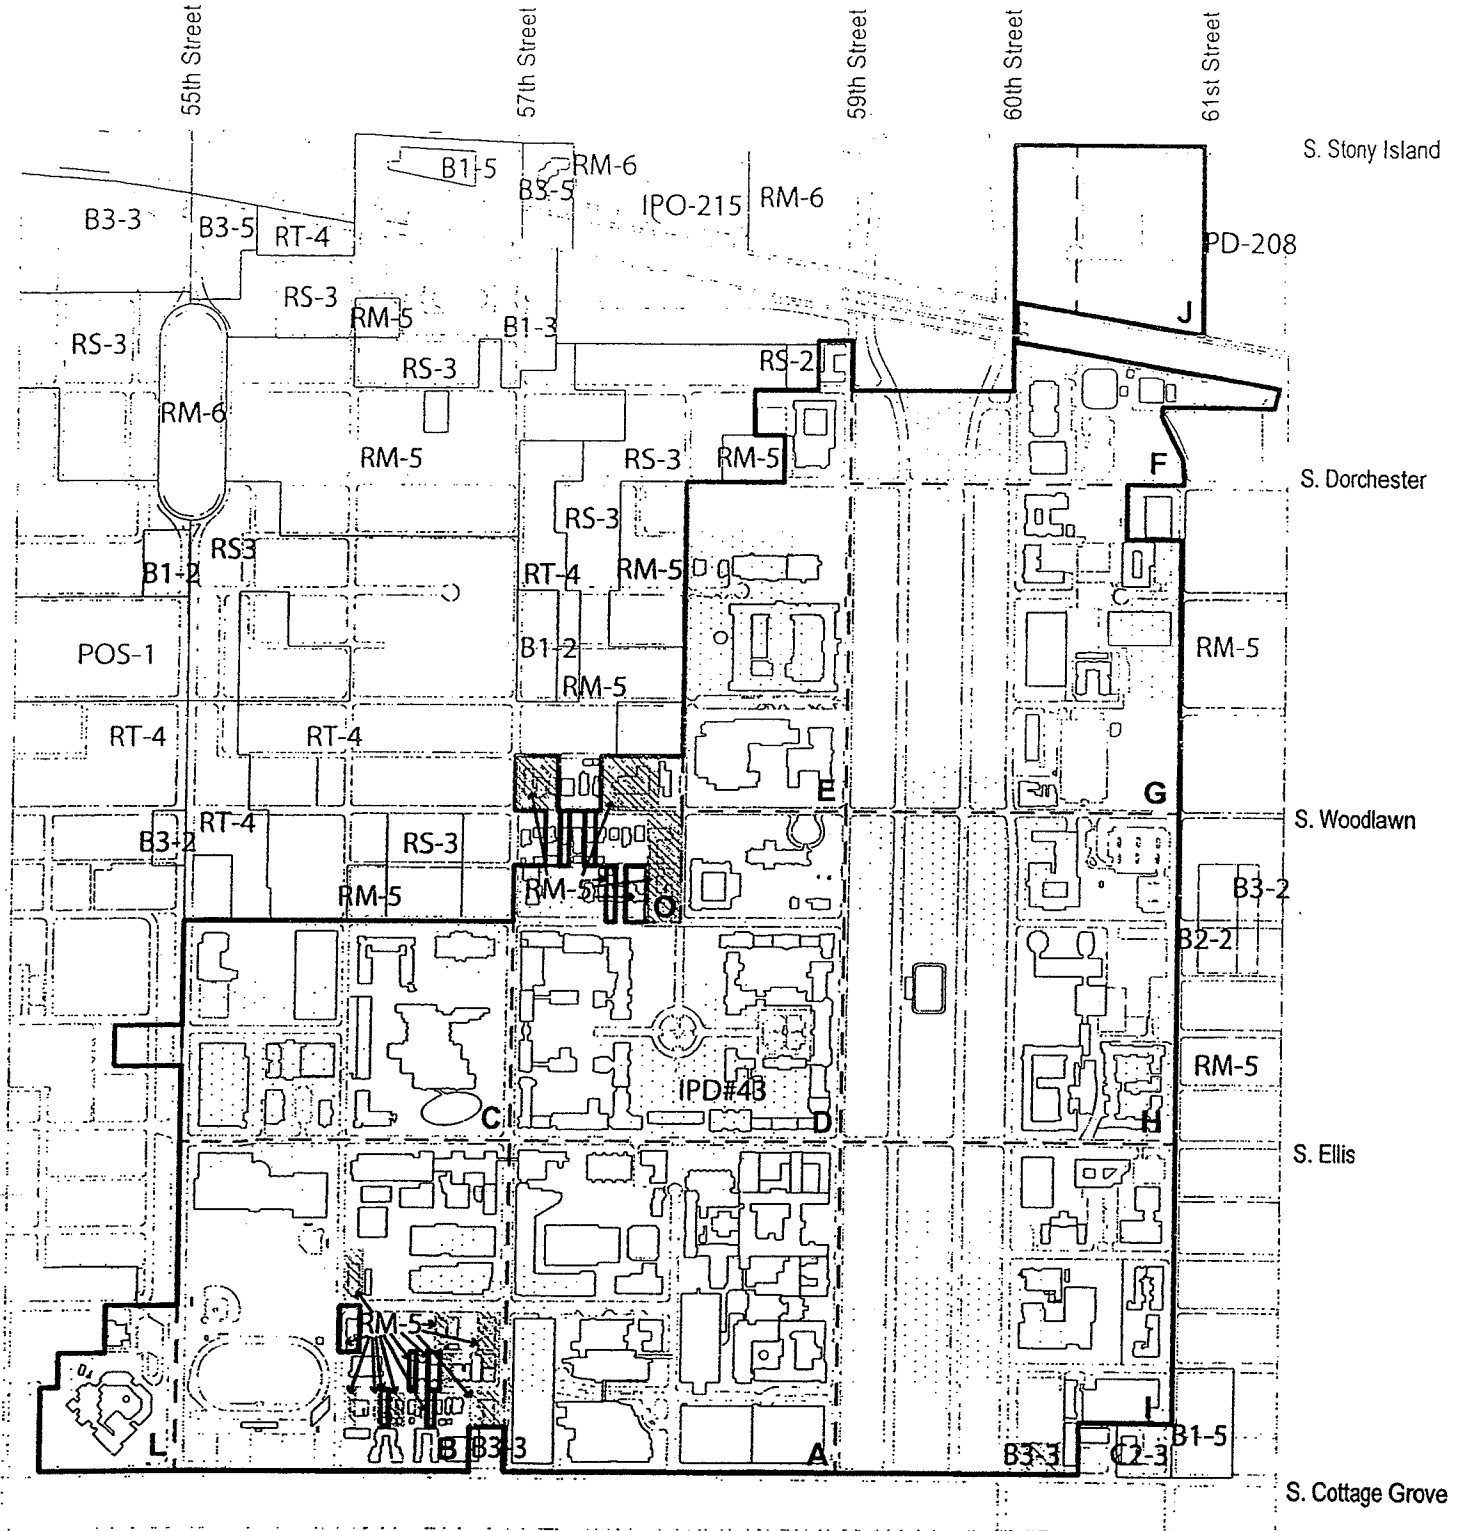 55th Street
57th Street
59th Street
60th Street
61st Street
S. Stony Island
B1-5
RM-6
B3-5
IPO-215
RM-6
B3-3
B3-5
RT-4
PD-208
RS-3
RM-5
J
B1-3
RS-3
RS-3
RS-2
RM-6
RM-5
RS-3
RM-5
F
S. Dorchester
RS-3
RS3
B1-2
RT-4
RM-5
POS-1
B1-2
RM-5
RM-5
RT-4
RT-4
E
G
B3-2
RT-4
RS-3
S. Woodlawn
RM-5
RM-5
O
B3-2
B2-2
RM-5
IPD#43
C
D
H
S. Ellis
RM-5
L
B
B3-3
A
B3-3
I
C2-3
B1-5
S. Cottage Grove